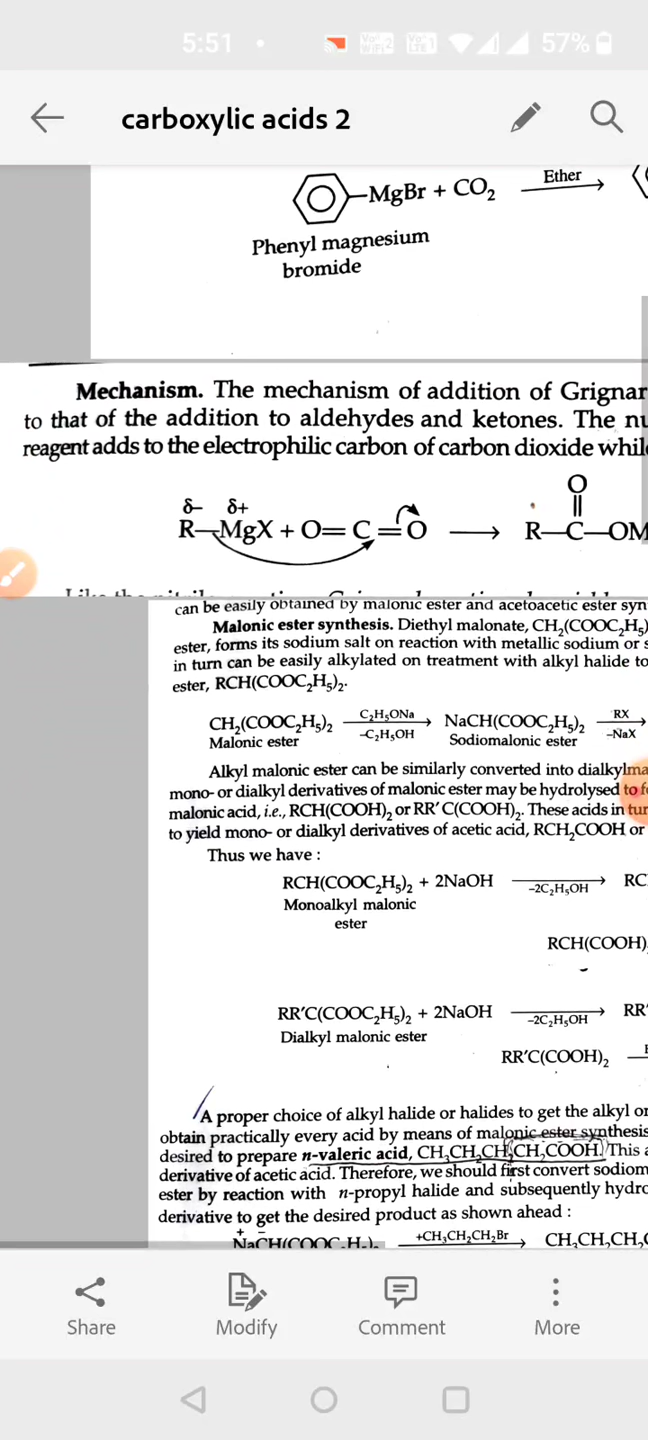 5:51
57%
carboxylic acids 2
MgBr + CO₂ Ether
Phenyl magnesium
bromide
Mechanism. The mechanism of addition of Grignar
to that of the addition to aldehydes and ketones. The nu
reagent adds to the electrophilic carbon of carbon dioxide whil
δ– δ+ O
R—MgX + O=C=O ⟶ R—C—OM
can be easily obtained by malonic ester and acetoacetic ester syn
Malonic ester synthesis. Diethyl malonate, CH₂(COOC₂H₅)
ester, forms its sodium salt on reaction with metallic sodium or s
in turn can be easily alkylated on treatment with alkyl halide to
ester, RCH(COOC₂H₅)₂.
CH₂(COOC₂H₅)₂ C₂H₅ONa –C₂H₅OH ⟶ NaCH(COOC₂H₅)₂ RX –NaX ⟶
Malonic ester Sodiomalonic ester
Alkyl malonic ester can be similarly converted into dialkylma
mono- or dialkyl derivatives of malonic ester may be hydrolysed to f
malonic acid, i.e., RCH(COOH)₂ or RR′ C(COOH)₂. These acids in tur
to yield mono- or dialkyl derivatives of acetic acid, RCH₂COOH or
Thus we have :
RCH(COOC₂H₅)₂ + 2NaOH –2C₂H₅OH ⟶ RC
Monoalkyl malonic
ester
RCH(COOH)
RR′C(COOC₂H₅)₂ + 2NaOH –2C₂H₅OH ⟶ RR′
Dialkyl malonic ester
RR′C(COOH)₂
A proper choice of alkyl halide or halides to get the alkyl or
obtain practically every acid by means of malonic ester synthesis
desired to prepare n-valeric acid, CH₃CH₂CH₂CH₂COOH. This a
derivative of acetic acid. Therefore, we should first convert sodiom
ester by reaction with n-propyl halide and subsequently hydro
derivative to get the desired product as shown ahead :
+CH₃CH₂CH₂Br ⟶ CH₃CH₂CH₂
Share Modify Comment More